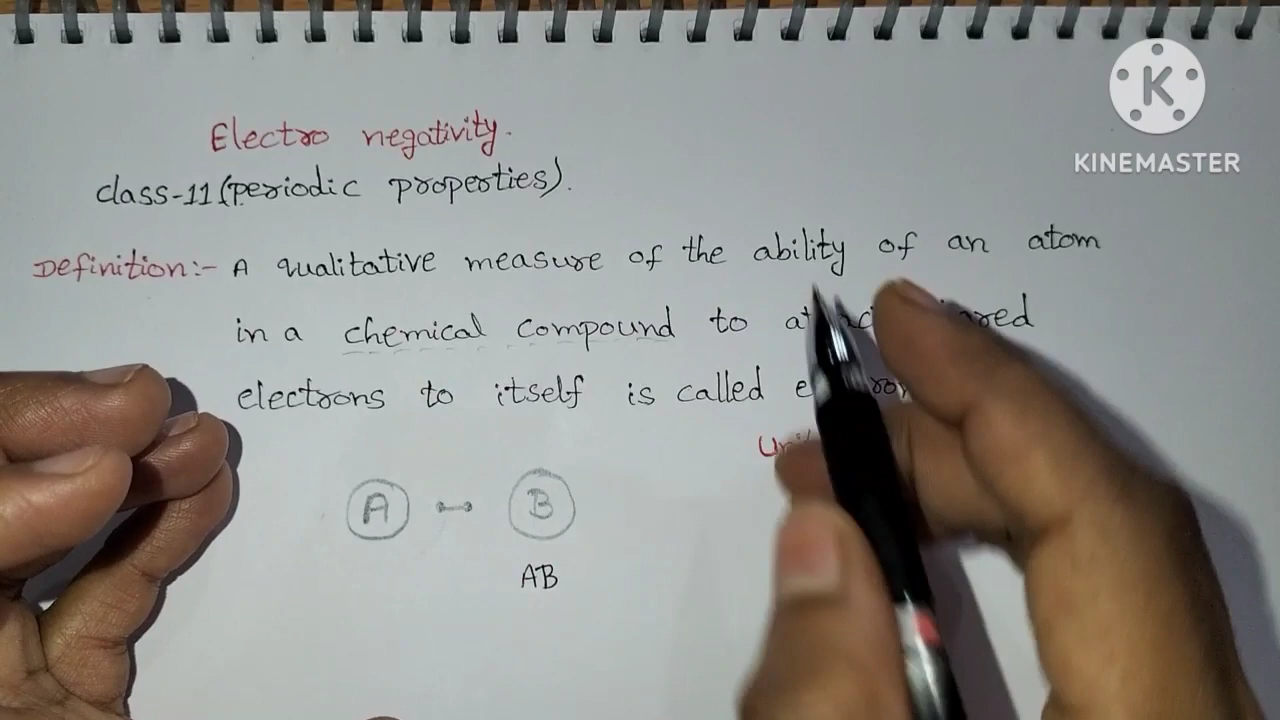 Electro negativity.
class-11 (periodic properties).
Definition:- A qualitative measure of the ability of an atom
in a chemical compound to
electrons to itself is called
A B
AB
K
KINEMASTER